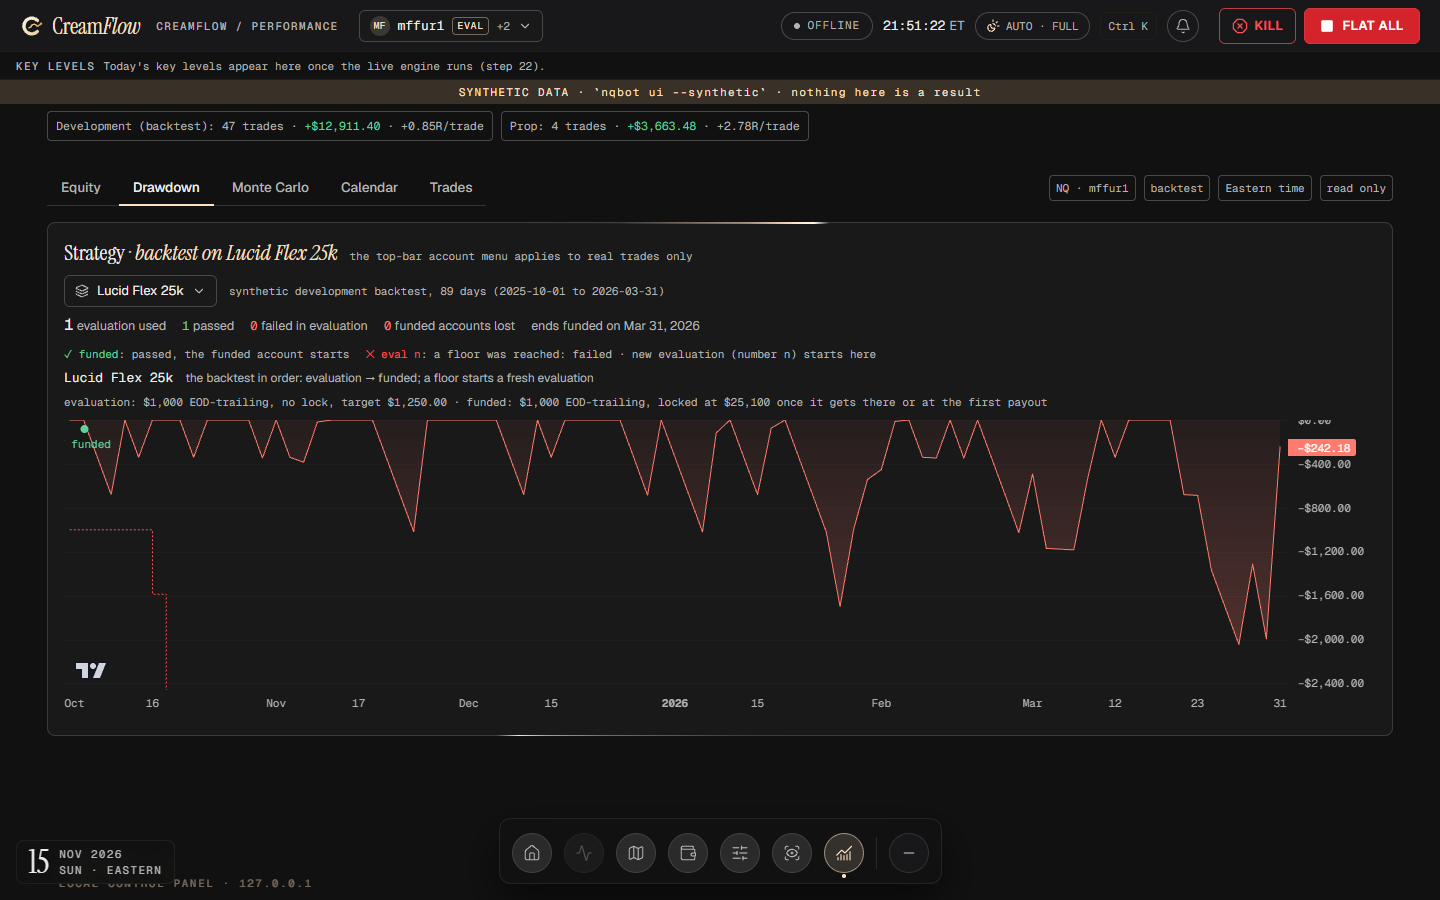 CreamFlow CREAMFLOW / PERFORMANCE MF mffur1 EVAL +2 OFFLINE 21:51:22 ET AUTO · FULL Ctrl K KILL FLAT ALL
KEY LEVELS Today's key levels appear here once the live engine runs (step 22).
SYNTHETIC DATA · `nqbot ui --synthetic` · nothing here is a result
Development (backtest): 47 trades · +$12,911.40 · +0.85R/trade Prop: 4 trades · +$3,663.48 · +2.78R/trade
Equity Drawdown Monte Carlo Calendar Trades NQ · mffur1 backtest Eastern time read only
Strategy · backtest on Lucid Flex 25k the top-bar account menu applies to real trades only
Lucid Flex 25k synthetic development backtest, 89 days (2025-10-01 to 2026-03-31)
1 evaluation used 1 passed 0 failed in evaluation 0 funded accounts lost ends funded on Mar 31, 2026
✓ funded: passed, the funded account starts ✕ eval n: a floor was reached: failed · new evaluation (number n) starts here
Lucid Flex 25k the backtest in order: evaluation → funded; a floor starts a fresh evaluation
evaluation: $1,000 EOD-trailing, no lock, target $1,250.00 · funded: $1,000 EOD-trailing, locked at $25,100 once it gets there or at the first payout
$0.00
funded
-$242.18
-$400.00
-$800.00
-$1,200.00
-$1,600.00
-$2,000.00
-$2,400.00
Oct 16 Nov 17 Dec 15 2026 15 Feb Mar 12 23 31
15 NOV 2026
SUN · EASTERN
LOCAL CONTROL PANEL · 127.0.0.1